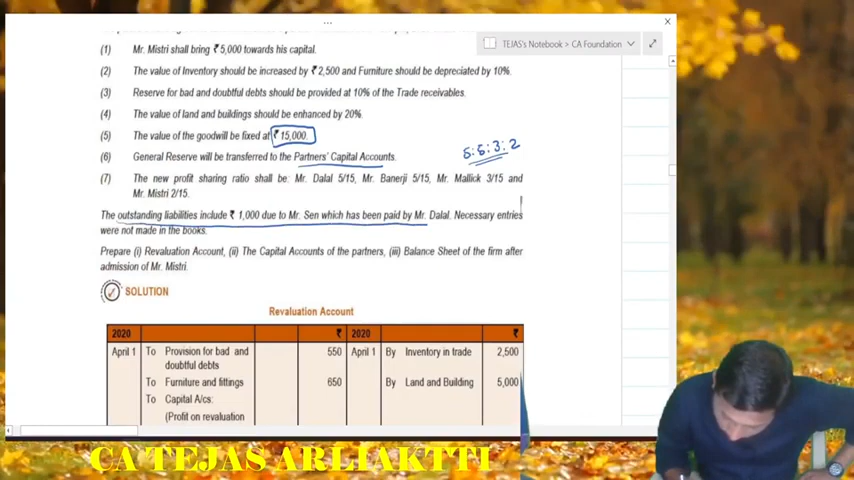 TEJAS's Notebook > CA Foundation
(1) Mr. Mistri shall bring ₹ 5,000 towards his capital.
(2) The value of Inventory should be increased by ₹ 2,500 and Furniture should be depreciated by 10%.
(3) Reserve for bad and doubtful debts should be provided at 10% of the Trade receivables.
(4) The value of land and buildings should be enhanced by 20%.
(5) The value of the goodwill be fixed at ₹ 15,000.
(6) General Reserve will be transferred to the Partners' Capital Accounts.
5:5:3:2
(7) The new profit sharing ratio shall be: Mr. Dalal 5/15, Mr. Banerji 5/15, Mr. Mallick 3/15 and
Mr. Mistri 2/15.
The outstanding liabilities include ₹ 1,000 due to Mr. Sen which has been paid by Mr. Dalal. Necessary entries
were not made in the books.
Prepare (i) Revaluation Account, (ii) The Capital Accounts of the partners, (iii) Balance Sheet of the firm after
admission of Mr. Mistri.
SOLUTION
Revaluation Account
2020 ₹ 2020 ₹
April 1 To Provision for bad and 550 April 1 By Inventory in trade 2,500
doubtful debts
To Furniture and fittings 650 By Land and Building 5,000
To Capital A/cs:
(Profit on revaluation
CA TEJAS ARLIAKTTI